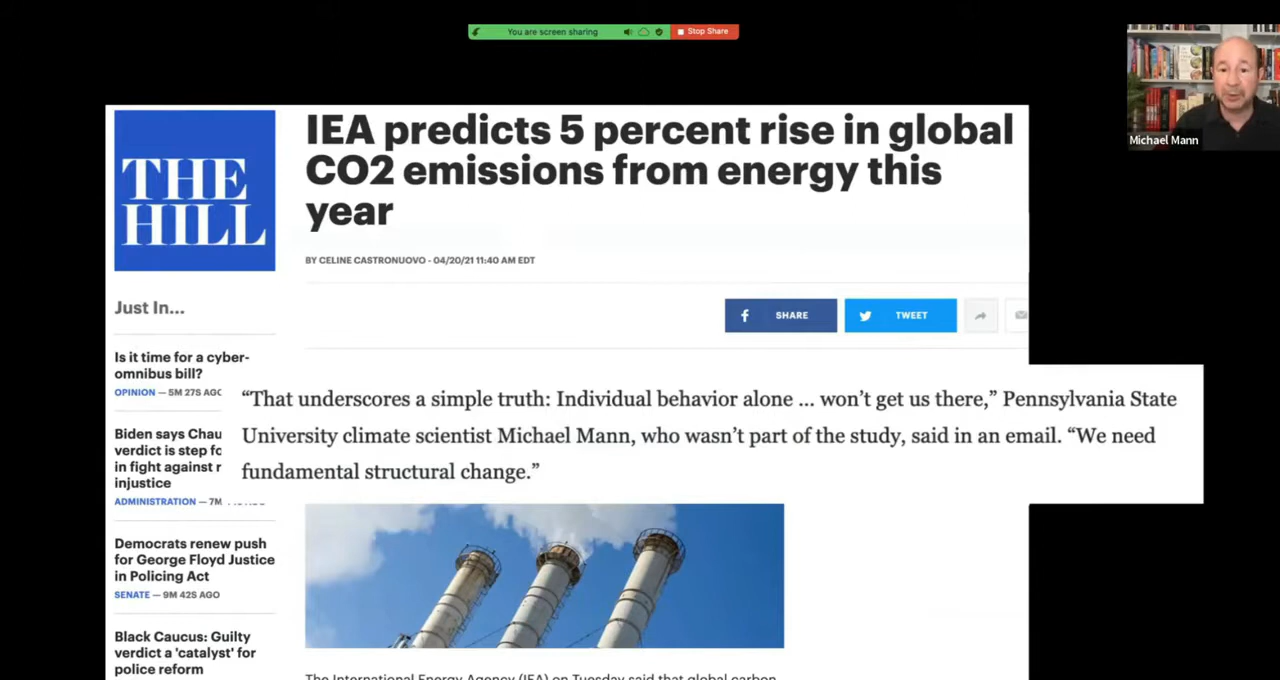 You are screen sharing
Stop Share
Michael Mann
THE
HILL
IEA predicts 5 percent rise in global
CO2 emissions from energy this
year
BY CELINE CASTRONUOVO - 04/20/21 11:40 AM EDT
SHARE
TWEET
Just In...
Is it time for a cyber-
omnibus bill?
OPINION — 5M 27S AGO
Biden says Chau
verdict is step fo
in fight against r
injustice
ADMINISTRATION — 7M
“That underscores a simple truth: Individual behavior alone ... won’t get us there,” Pennsylvania State
University climate scientist Michael Mann, who wasn’t part of the study, said in an email. “We need
fundamental structural change.”
Democrats renew push
for George Floyd Justice
in Policing Act
SENATE — 9M 42S AGO
Black Caucus: Guilty
verdict a 'catalyst' for
police reform
The International Energy Agency (IEA) on Tuesday said that global carbon